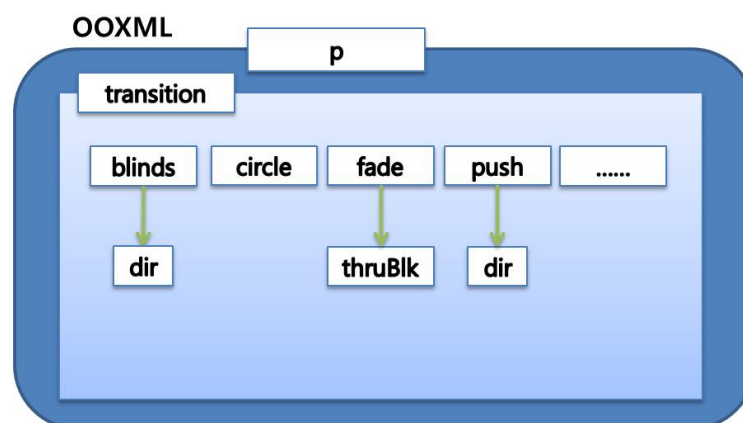 OOXML
p
transition
blinds circle fade push ......
dir thruBlk dir